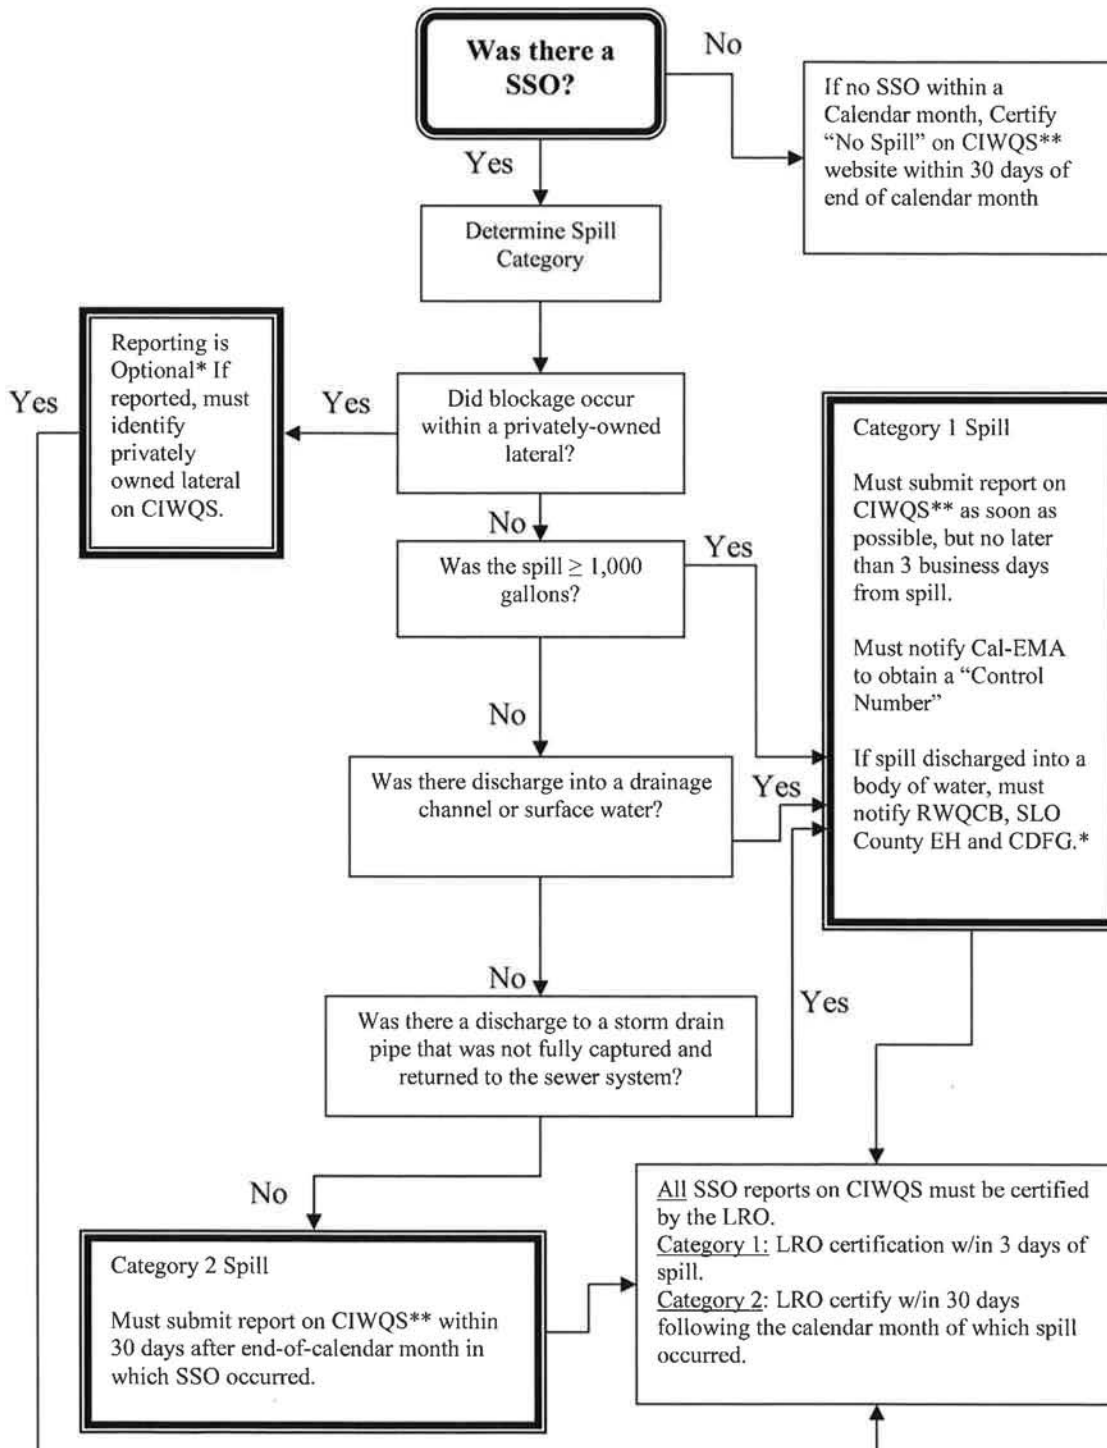 Was there a
SSO?
No
If no SSO within a
Calendar month, Certify
“No Spill” on CIWQS**
website within 30 days of
end of calendar month
Yes
Determine Spill
Category
Reporting is
Optional* If
reported, must
identify
privately
owned lateral
on CIWQS.
Yes
Yes
Did blockage occur
within a privately-owned
lateral?
No
Was the spill ≥ 1,000
gallons?
Yes
Category 1 Spill
Must submit report on
CIWQS** as soon as
possible, but no later
than 3 business days
from spill.
Must notify Cal-EMA
to obtain a “Control
Number”
If spill discharged into a
body of water, must
notify RWQCB, SLO
County EH and CDFG.*
No
Was there discharge into a drainage
channel or surface water?
Yes
No
Was there a discharge to a storm drain
pipe that was not fully captured and
returned to the sewer system?
Yes
No
Category 2 Spill
Must submit report on CIWQS** within
30 days after end-of-calendar month in
which SSO occurred.
All SSO reports on CIWQS must be certified
by the LRO.
Category 1: LRO certification w/in 3 days of
spill.
Category 2: LRO certify w/in 30 days
following the calendar month of which spill
occurred.